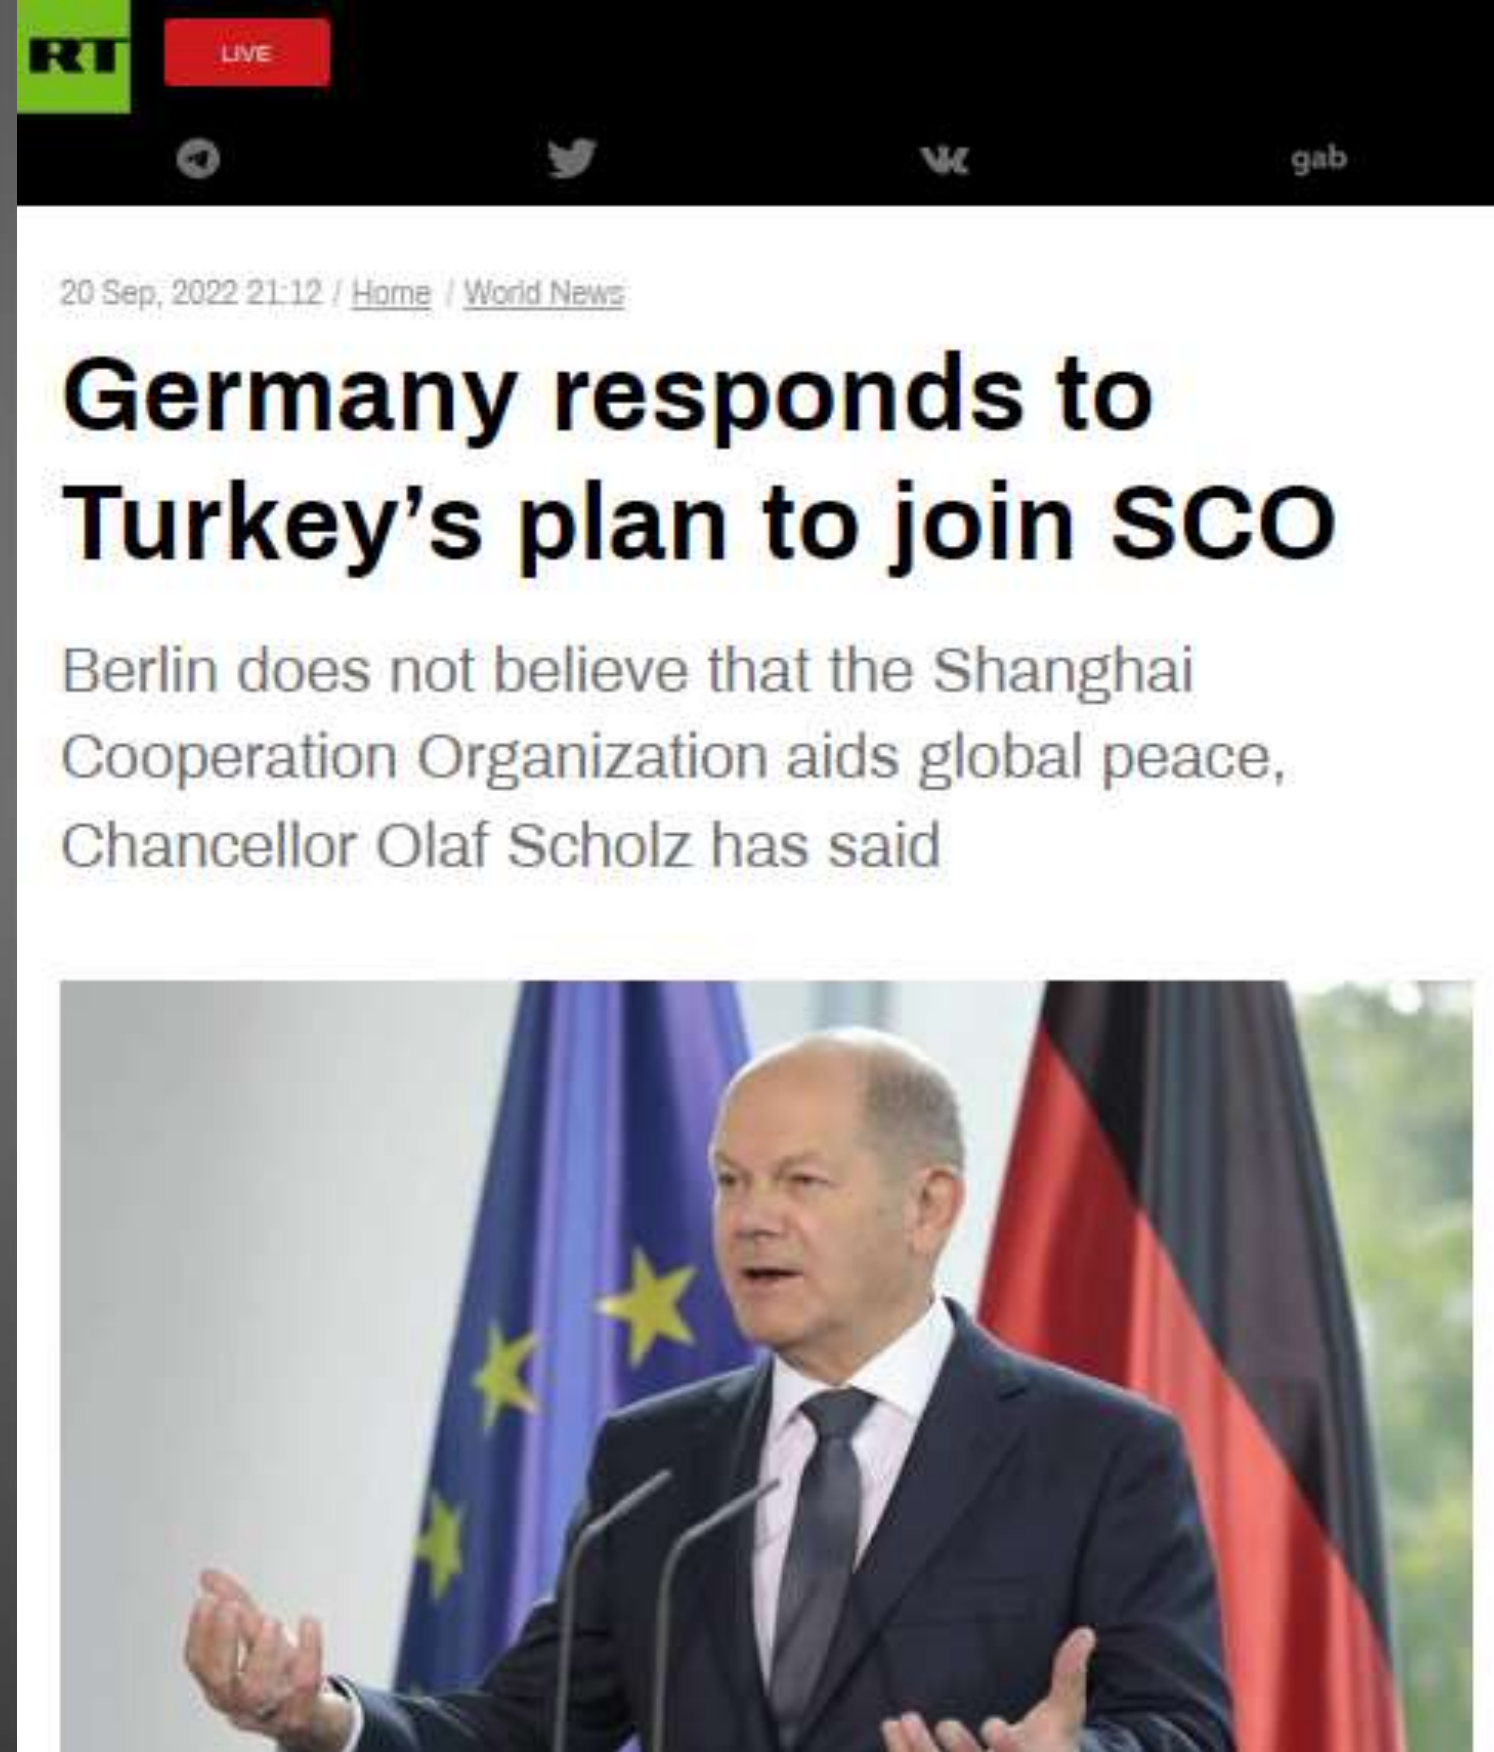 RT
LIVE
gab
20 Sep, 2022 21:12 / Home / World News
Germany responds to
Turkey’s plan to join SCO
Berlin does not believe that the Shanghai
Cooperation Organization aids global peace,
Chancellor Olaf Scholz has said